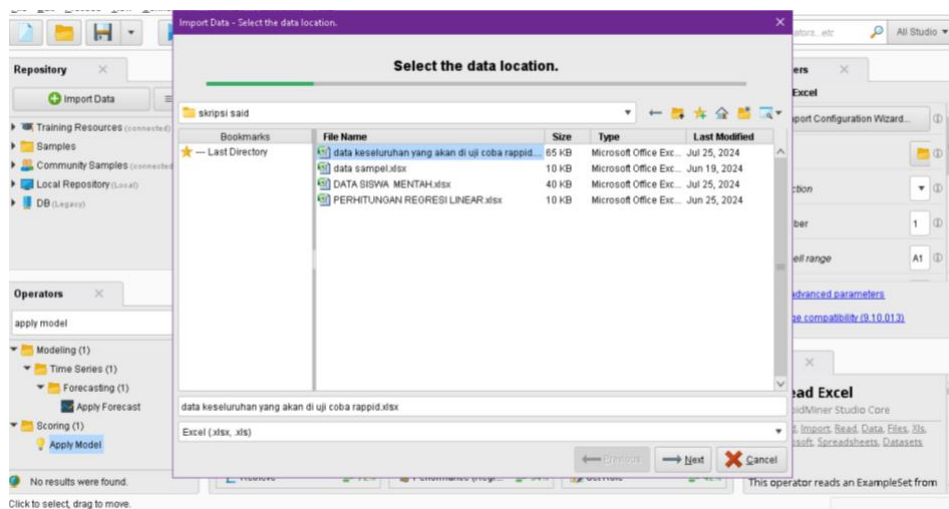 Import Data - Select the data location.
ators...etc
All Studio
Repository
Select the data location.
ers
Import Data
skripsi said
Excel
port Configuration Wizard...
Training Resources (connected)
Samples
Community Samples (connected)
Local Repository (Local)
DB (Legacy)
Bookmarks File Name Size Type Last Modified
--- Last Directory
data keseluruhan yang akan di uji coba rappid... 65 KB Microsoft Office Exc... Jul 25, 2024
data sampel.xlsx 10 KB Microsoft Office Exc... Jun 19, 2024
DATA SISWA MENTAH.xlsx 40 KB Microsoft Office Exc... Jul 25, 2024
PERHITUNGAN REGRESI LINEAR.xlsx 10 KB Microsoft Office Exc... Jun 25, 2024
ction
ber 1
ell range A1
advanced parameters
ge compatibility (9.10.013)
Operators
apply model
Modeling (1)
Time Series (1)
Forecasting (1)
Apply Forecast
Scoring (1)
Apply Model
No results were found.
data keseluruhan yang akan di uji coba rappid.xlsx
Excel (.xlsx, .xls)
Previous Next Cancel
ead Excel
pidMiner Studio Core
Import, Read, Data, Files, Xls,
osoft, Spreadsheets, Datasets
This operator reads an ExampleSet from
Click to select, drag to move.